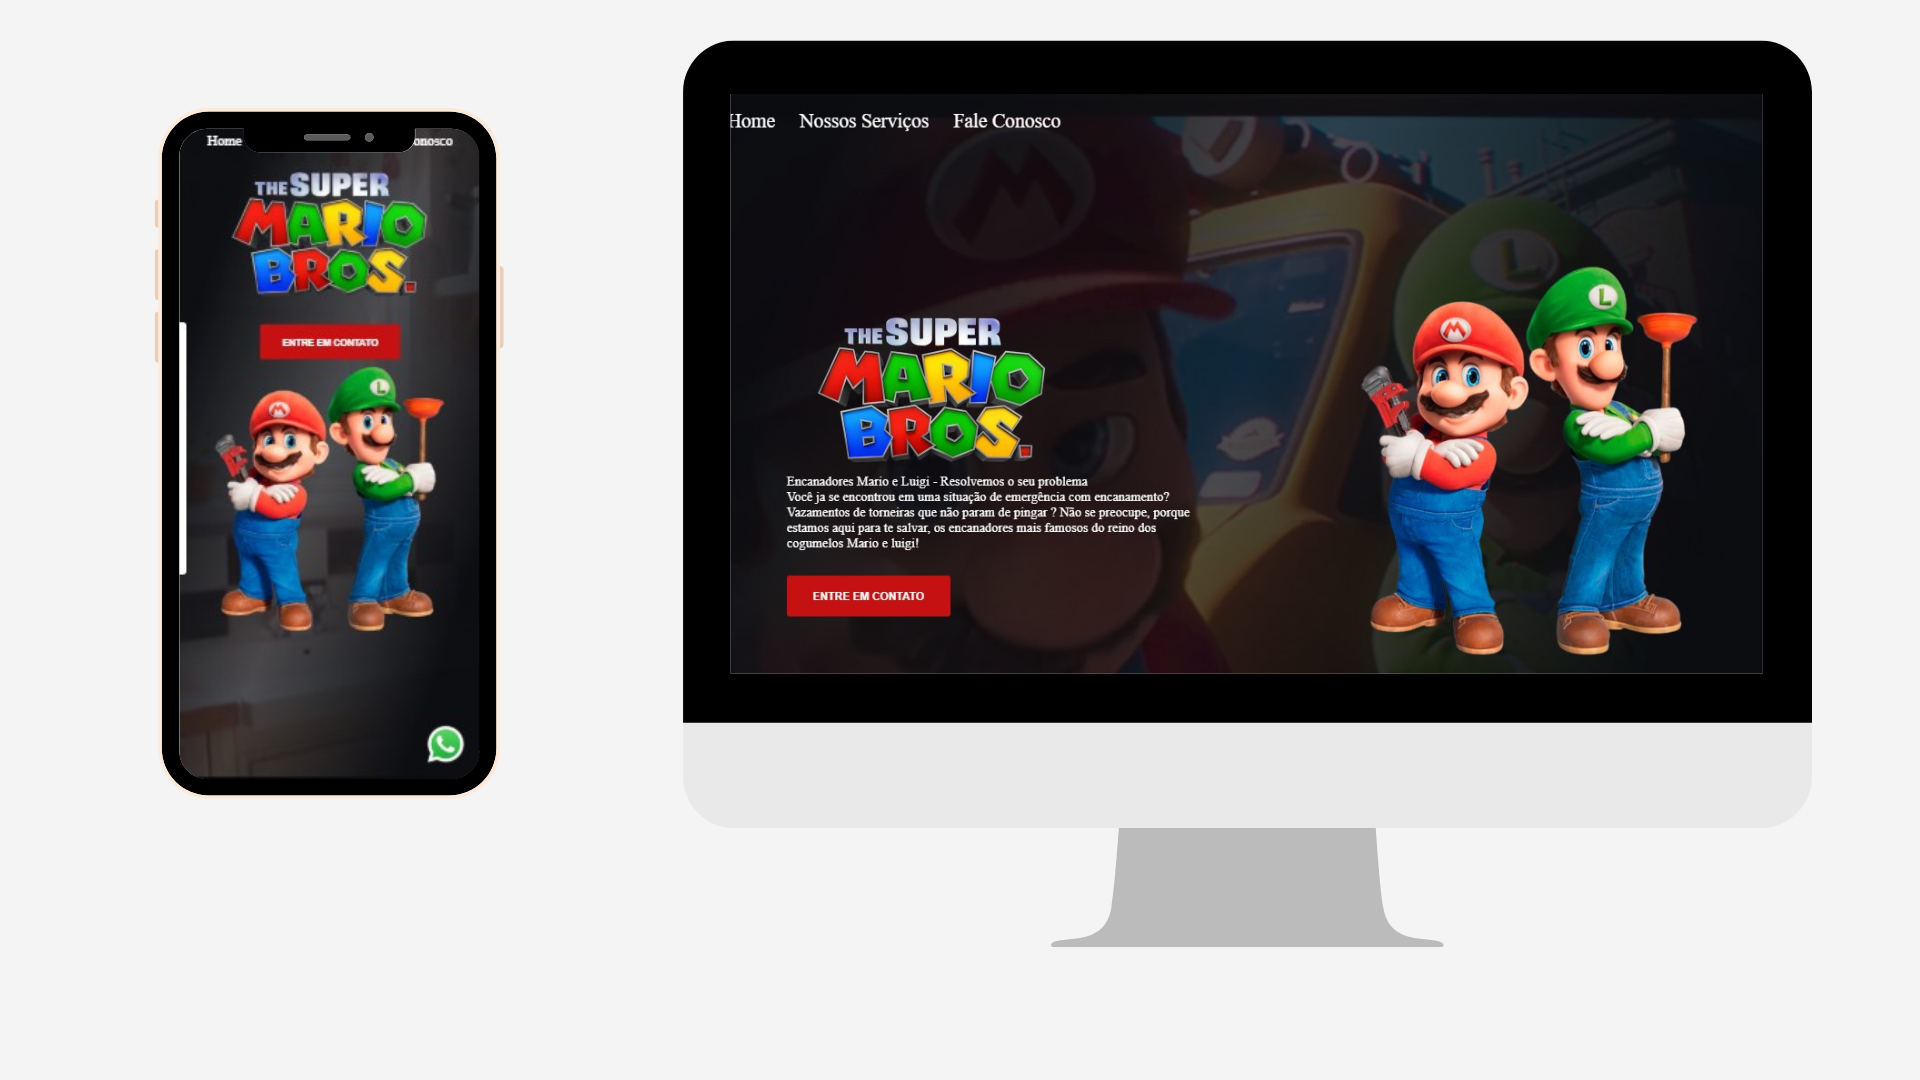 Home
onosco
THE SUPER
MARIO
BROS.
ENTRE EM CONTATO
M
L
Home Nossos Serviços Fale Conosco
M
L
THE SUPER
MARIO
BROS.
Encanadores Mario e Luigi - Resolvemos o seu problema
Você ja se encontrou em uma situação de emergência com encanamento?
Vazamentos de torneiras que não param de pingar ? Não se preocupe, porque
estamos aqui para te salvar, os encanadores mais famosos do reino dos
cogumelos Mario e luigi!
ENTRE EM CONTATO
M
L